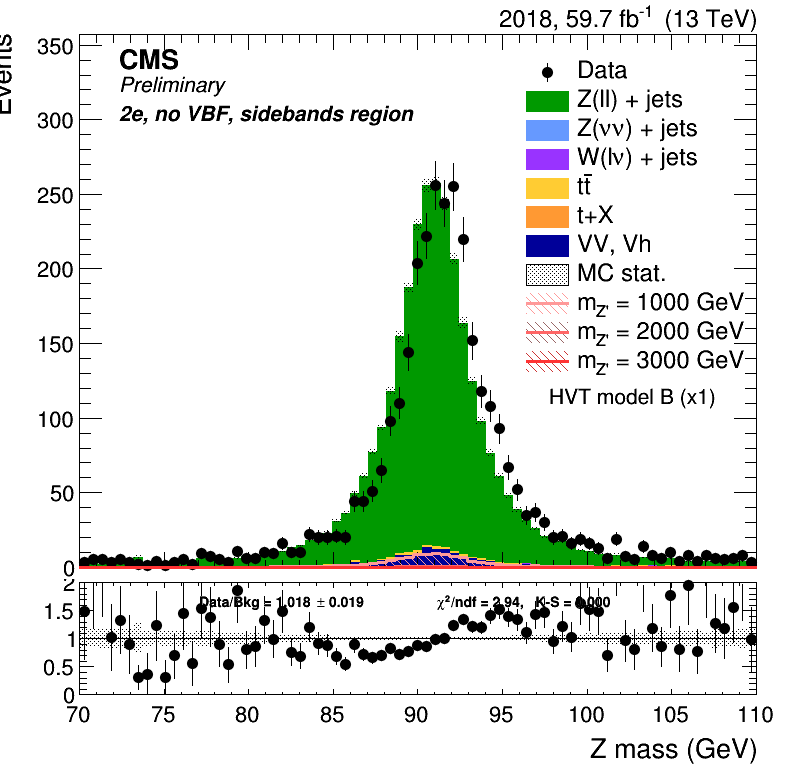 2018, 59.7 fb⁻¹ (13 TeV)
Events
350
300
250
200
150
100
50
0
CMS
Preliminary
2e, no VBF, sidebands region
Data
Z(ll) + jets
Z(νν) + jets
W(lν) + jets
tt̄
t+X
VV, Vh
MC stat.
m_Z' = 1000 GeV
m_Z' = 2000 GeV
m_Z' = 3000 GeV
HVT model B (x1)
2
1.5
1
0.5
0
Data/Bkg = 1.018 ± 0.019 χ²/ndf = 2.94, K-S = 0.000
70 75 80 85 90 95 100 105 110
Z mass (GeV)